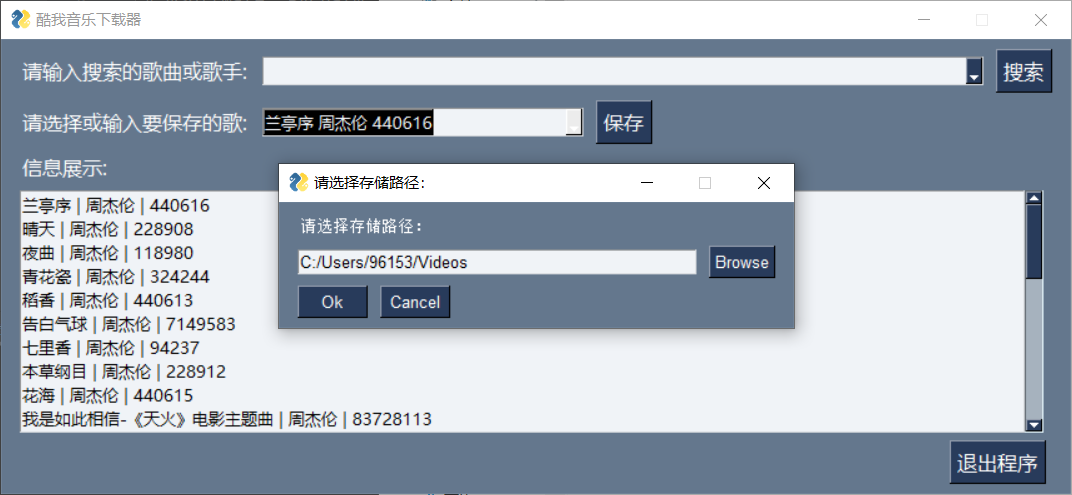 酷我音乐下载器
请输入搜索的歌曲或歌手:
搜索
请选择或输入要保存的歌:
兰亭序 周杰伦 440616
保存
信息展示:
请选择存储路径：
请选择存储路径：
C:/Users/96153/Videos
Browse
Ok
Cancel
兰亭序 | 周杰伦 | 440616
晴天 | 周杰伦 | 228908
夜曲 | 周杰伦 | 118980
青花瓷 | 周杰伦 | 324244
稻香 | 周杰伦 | 440613
告白气球 | 周杰伦 | 7149583
七里香 | 周杰伦 | 94237
本草纲目 | 周杰伦 | 228912
花海 | 周杰伦 | 440615
我是如此相信-《天火》电影主题曲 | 周杰伦 | 83728113
退出程序